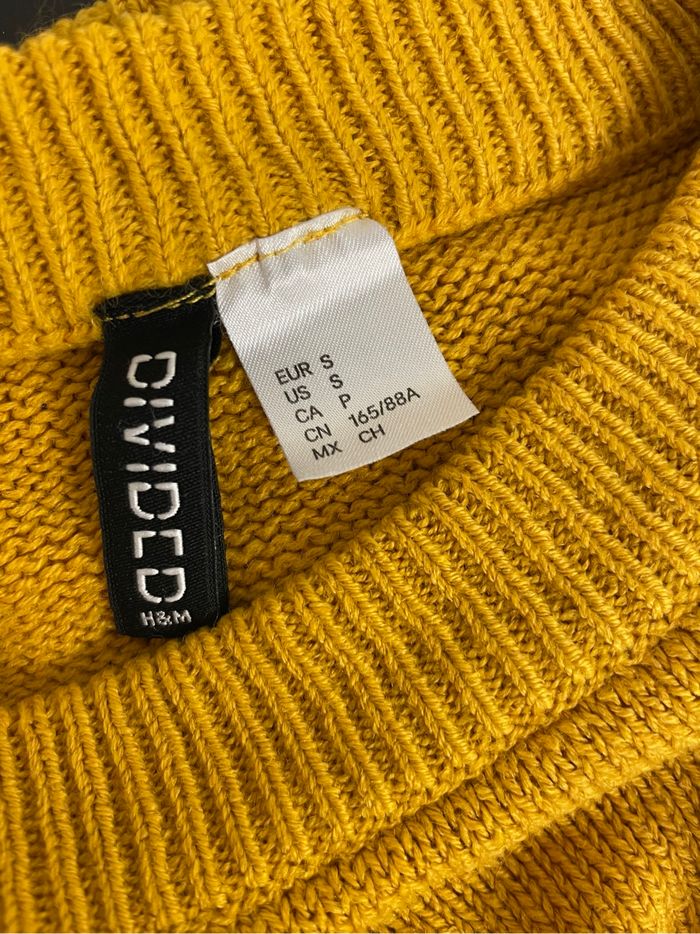 DIVIDED
H&M
EUR S
US S
CA P
CN 165/88A
MX CH